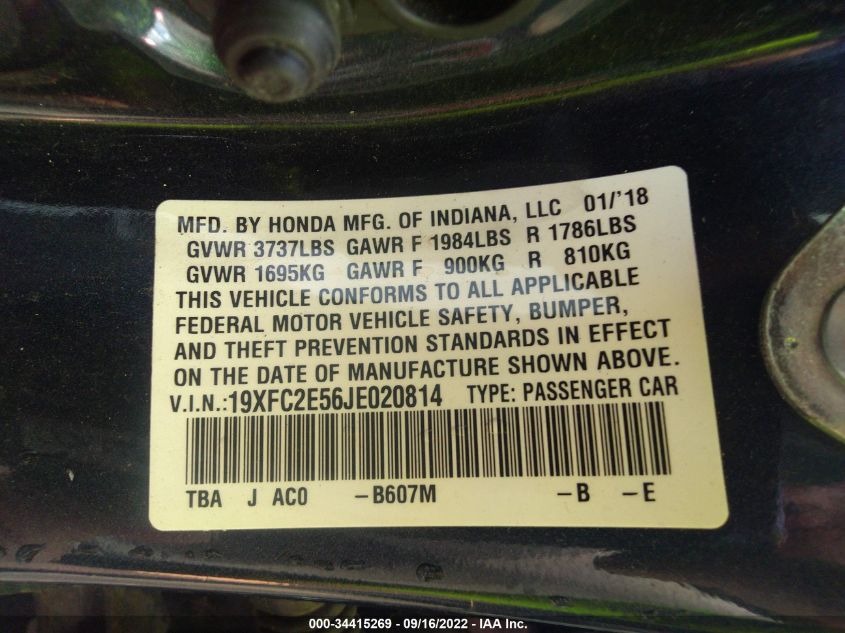 MFD. BY HONDA MFG. OF INDIANA, LLC 01/'18
GVWR 3737LBS GAWR F 1984LBS R 1786LBS
GVWR 1695KG GAWR F 900KG R 810KG
THIS VEHICLE CONFORMS TO ALL APPLICABLE
FEDERAL MOTOR VEHICLE SAFETY, BUMPER,
AND THEFT PREVENTION STANDARDS IN EFFECT
ON THE DATE OF MANUFACTURE SHOWN ABOVE.
V.I.N.: 19XFC2E56JE020814 TYPE: PASSENGER CAR
TBA J AC0 –B607M –B –E
000-34415269 - 09/16/2022 - IAA Inc.